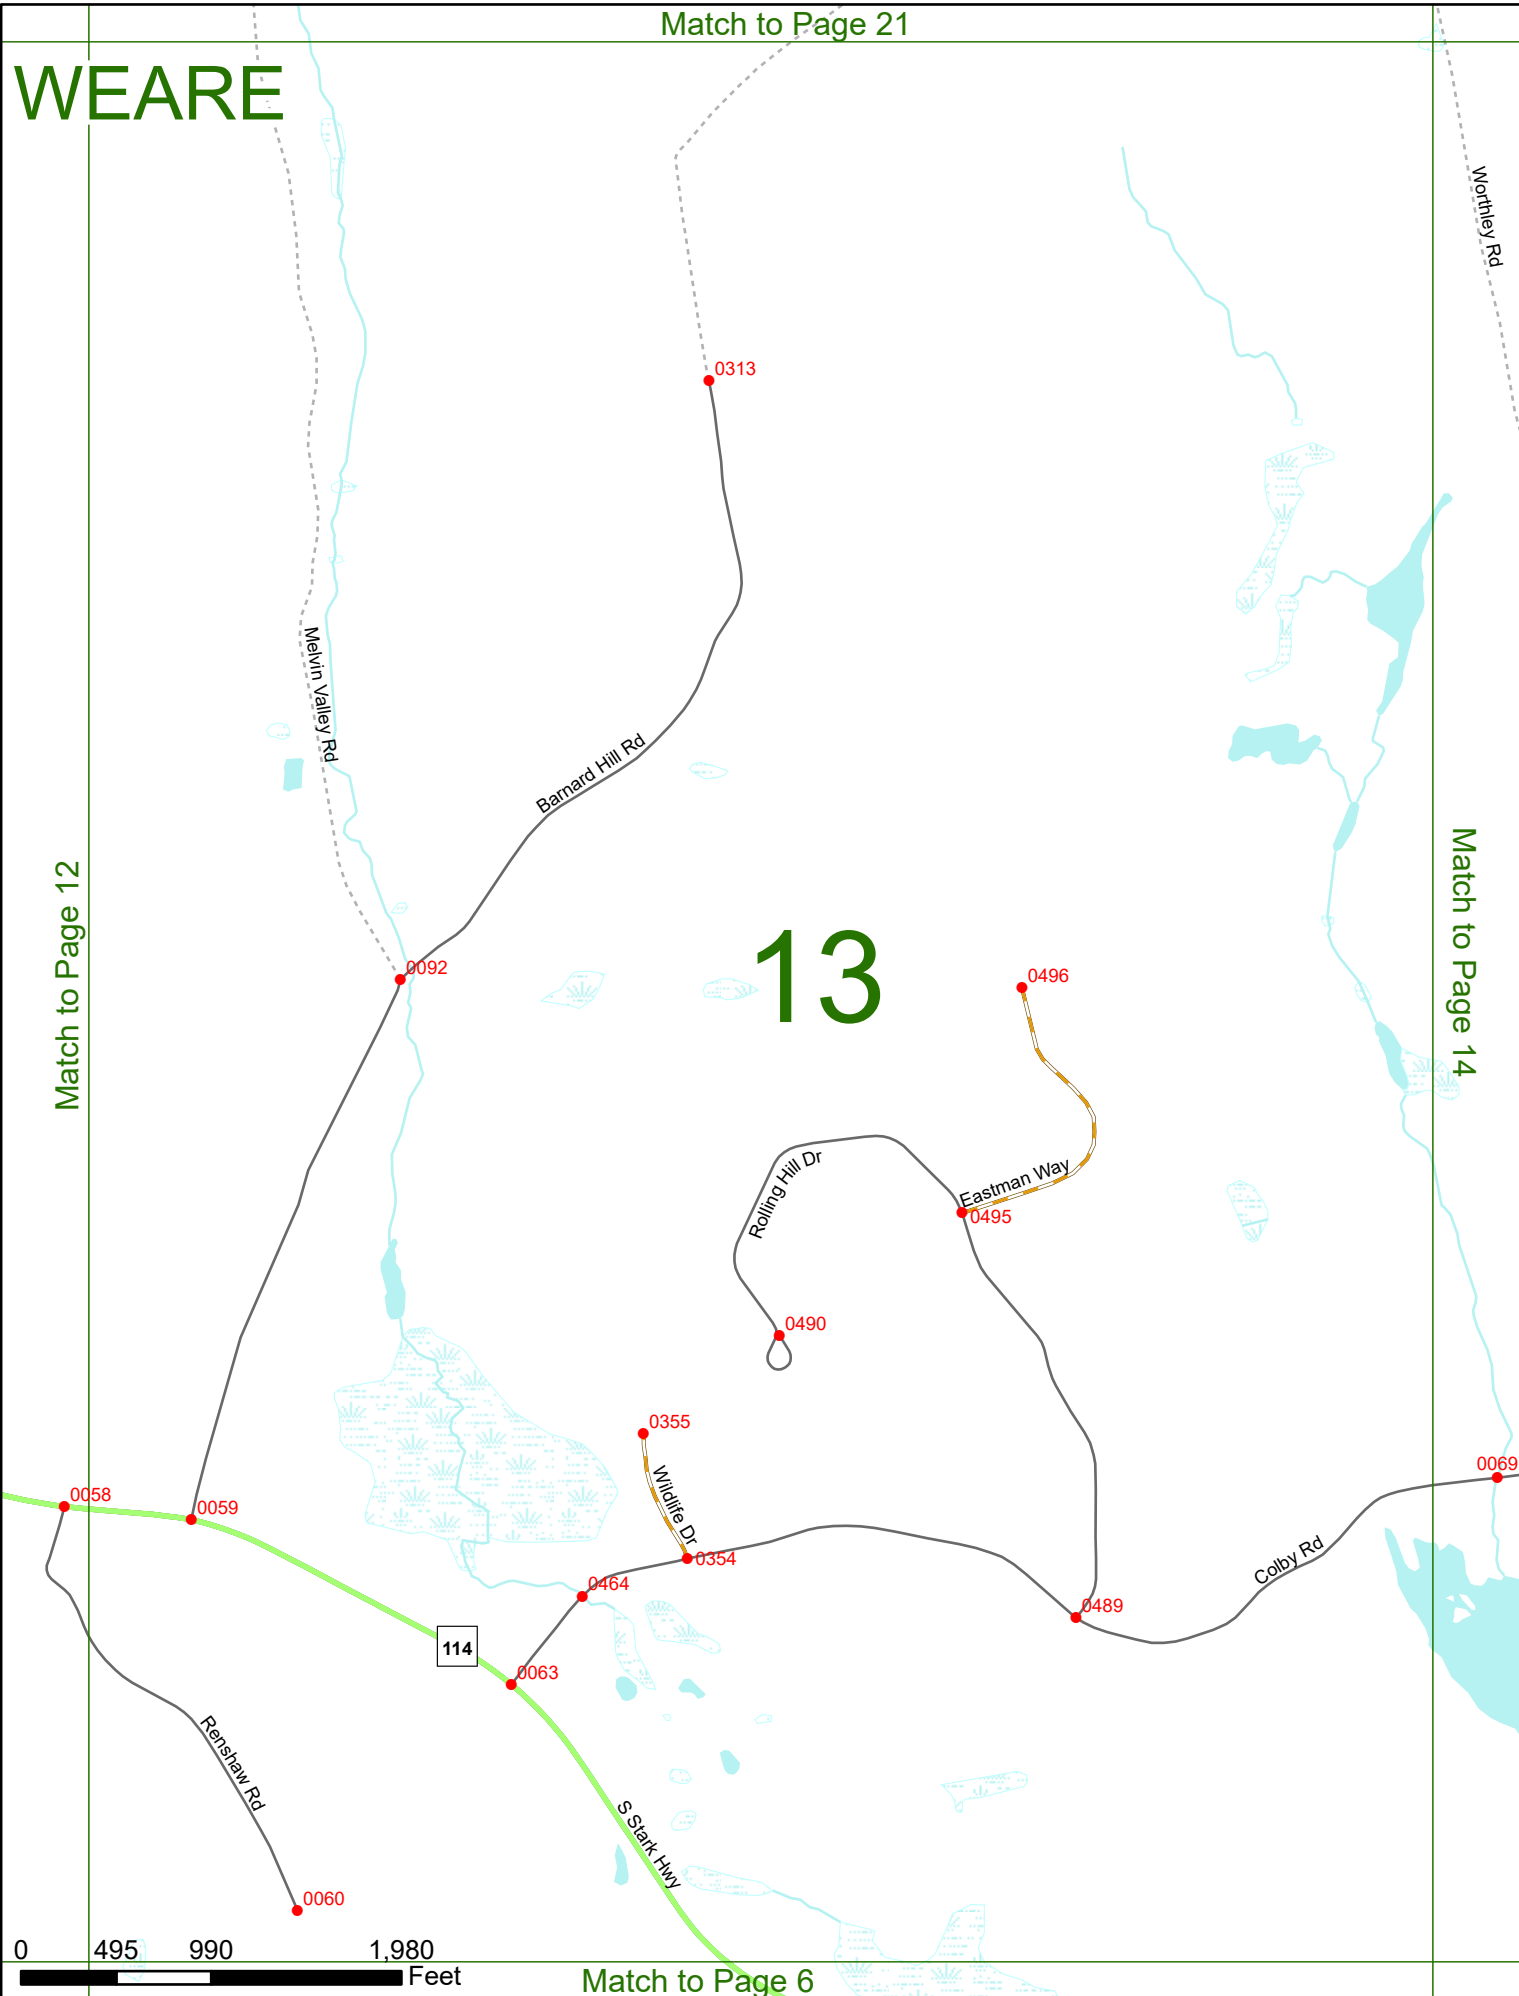 Match to Page 21
WEARE
Worthley Rd
0313
Melvin Valley Rd
Barnard Hill Rd
Match to Page 12
Match to Page 14
13
0092
0496
Rolling Hill Dr
Eastman Way
0495
0490
0355
Wildlife Dr
0069
0058
0059
0354
Colby Rd
0464
0489
114
0063
Renshaw Rd
S Stark Hwy
0060
0 495 990 1,980
Feet
Match to Page 6